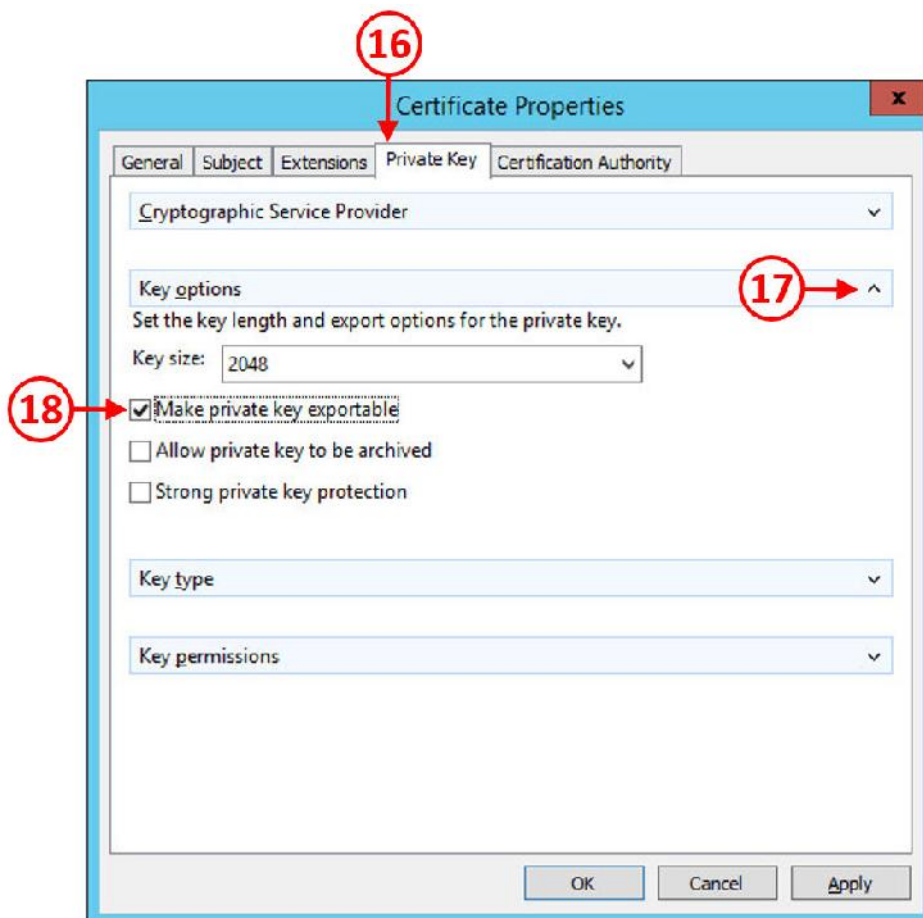 16
Certificate Properties
x
General Subject Extensions Private Key Certification Authority
Cryptographic Service Provider
Key options
17
Set the key length and export options for the private key.
Key size: 2048
18
Make private key exportable
Allow private key to be archived
Strong private key protection
Key type
Key permissions
OK Cancel Apply